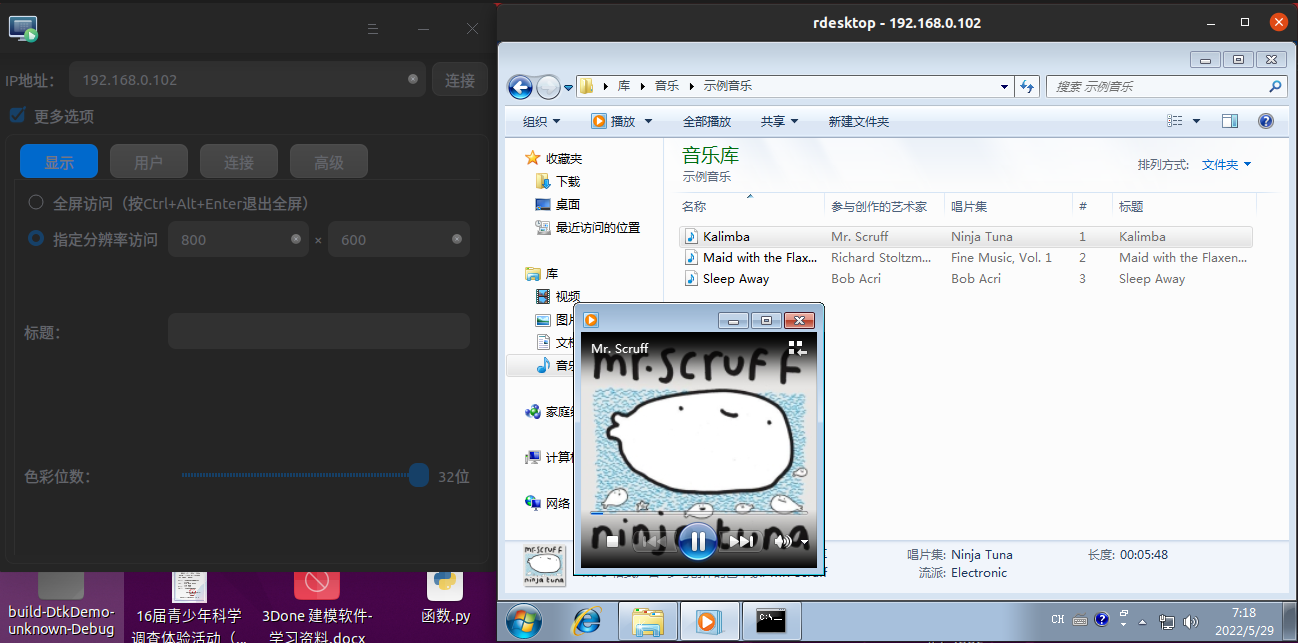 rdesktop - 192.168.0.102
IP地址:
192.168.0.102
连接
更多选项
显示
用户
连接
高级
全屏访问（按Ctrl+Alt+Enter退出全屏）
指定分辨率访问
800
×
600
标题:
色彩位数:
32位
build-DtkDemo-
unknown-Debug
16届青少年科学
调查体验活动（...
3Done 建模软件-
学习资料.docx
函数.py
库
音乐
示例音乐
搜索 示例音乐
组织
播放
全部播放
共享
新建文件夹
收藏夹
下载
桌面
最近访问的位置
库
视频
图片
文档
音乐
家庭组
计算机
网络
音乐库
示例音乐
排列方式:
文件夹
名称
参与创作的艺术家
唱片集
#
标题
Kalimba
Mr. Scruff
Ninja Tuna
1
Kalimba
Maid with the Flax...
Richard Stoltzm...
Fine Music, Vol. 1
2
Maid with the Flaxen...
Sleep Away
Bob Acri
Bob Acri
3
Sleep Away
Mr. Scruff
mr.scruff
ninja tuna
mr.scruff
ninja tuna
唱片集: Ninja Tuna
流派: Electronic
长度: 00:05:48
C:\_
CH
7:18
2022/5/29